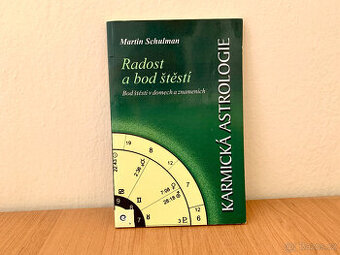 Martin Schulman
Radost
a bod štěstí
Bod štěstí v domech a znameních
KARMICKÁ ASTROLOGIE